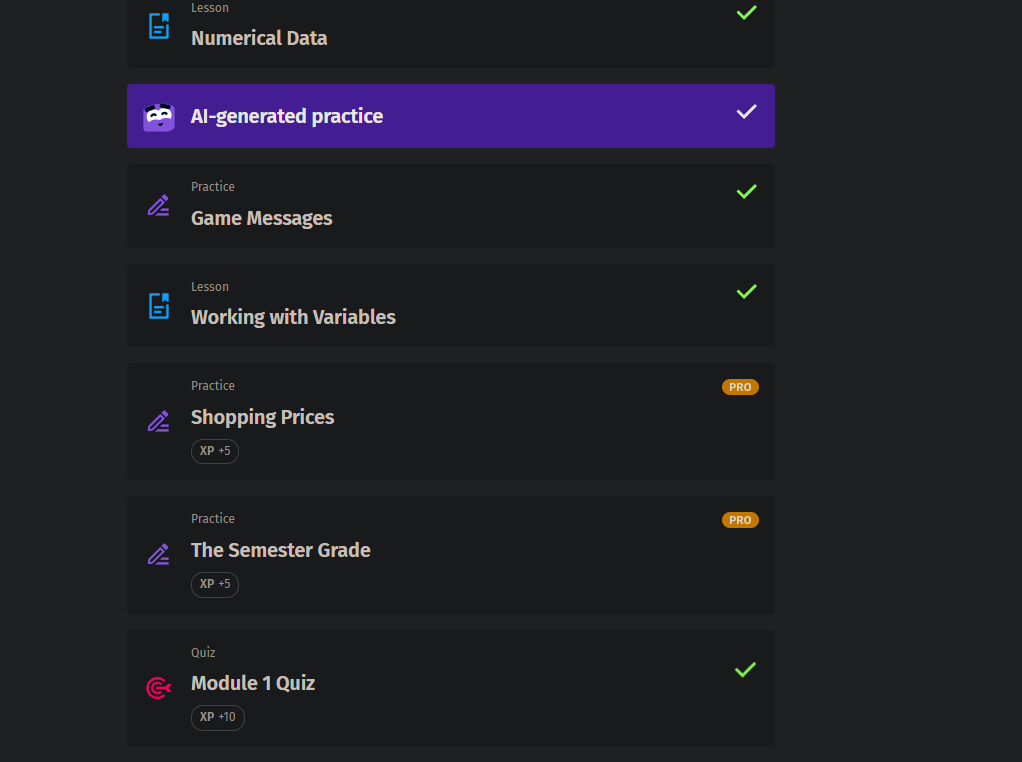 Lesson
Numerical Data
AI-generated practice
Practice
Game Messages
Lesson
Working with Variables
Practice
PRO
Shopping Prices
XP +5
Practice
PRO
The Semester Grade
XP +5
Quiz
Module 1 Quiz
XP +10